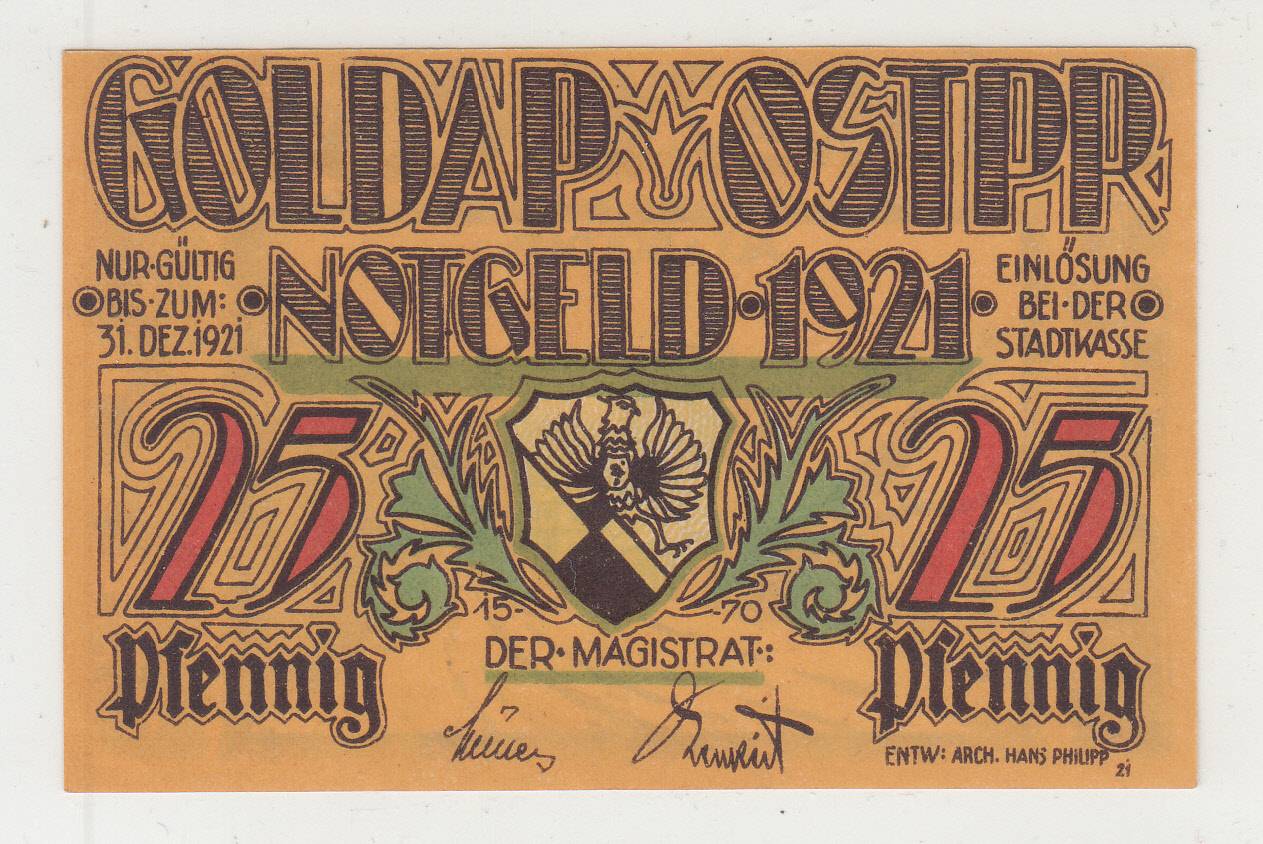 GOLDAP OSTPR
NUR·GÜLTIG
BIS·ZUM:
31. DEZ.1921
NOTGELD·1921
EINLÖSUNG
BEI·DER
STADTKASSE
25
25
15- -70
Pfennig
DER·MAGISTRAT·:
Pfennig
ENTW: ARCH. HANS PHILIPP
21